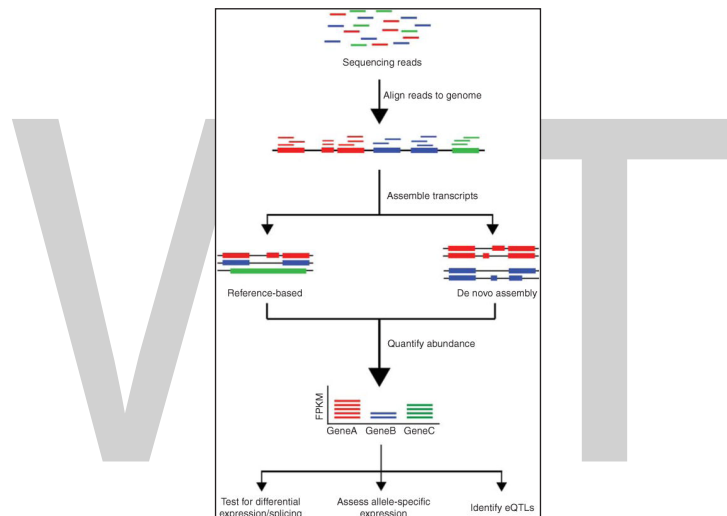 Sequencing reads
Align reads to genome
Assemble transcripts
Reference-based
De novo assembly
Quantify abundance
FPKM
GeneA GeneB GeneC
Test for differential
expression/splicing
Assess allele-specific
expression
Identify eQTLs